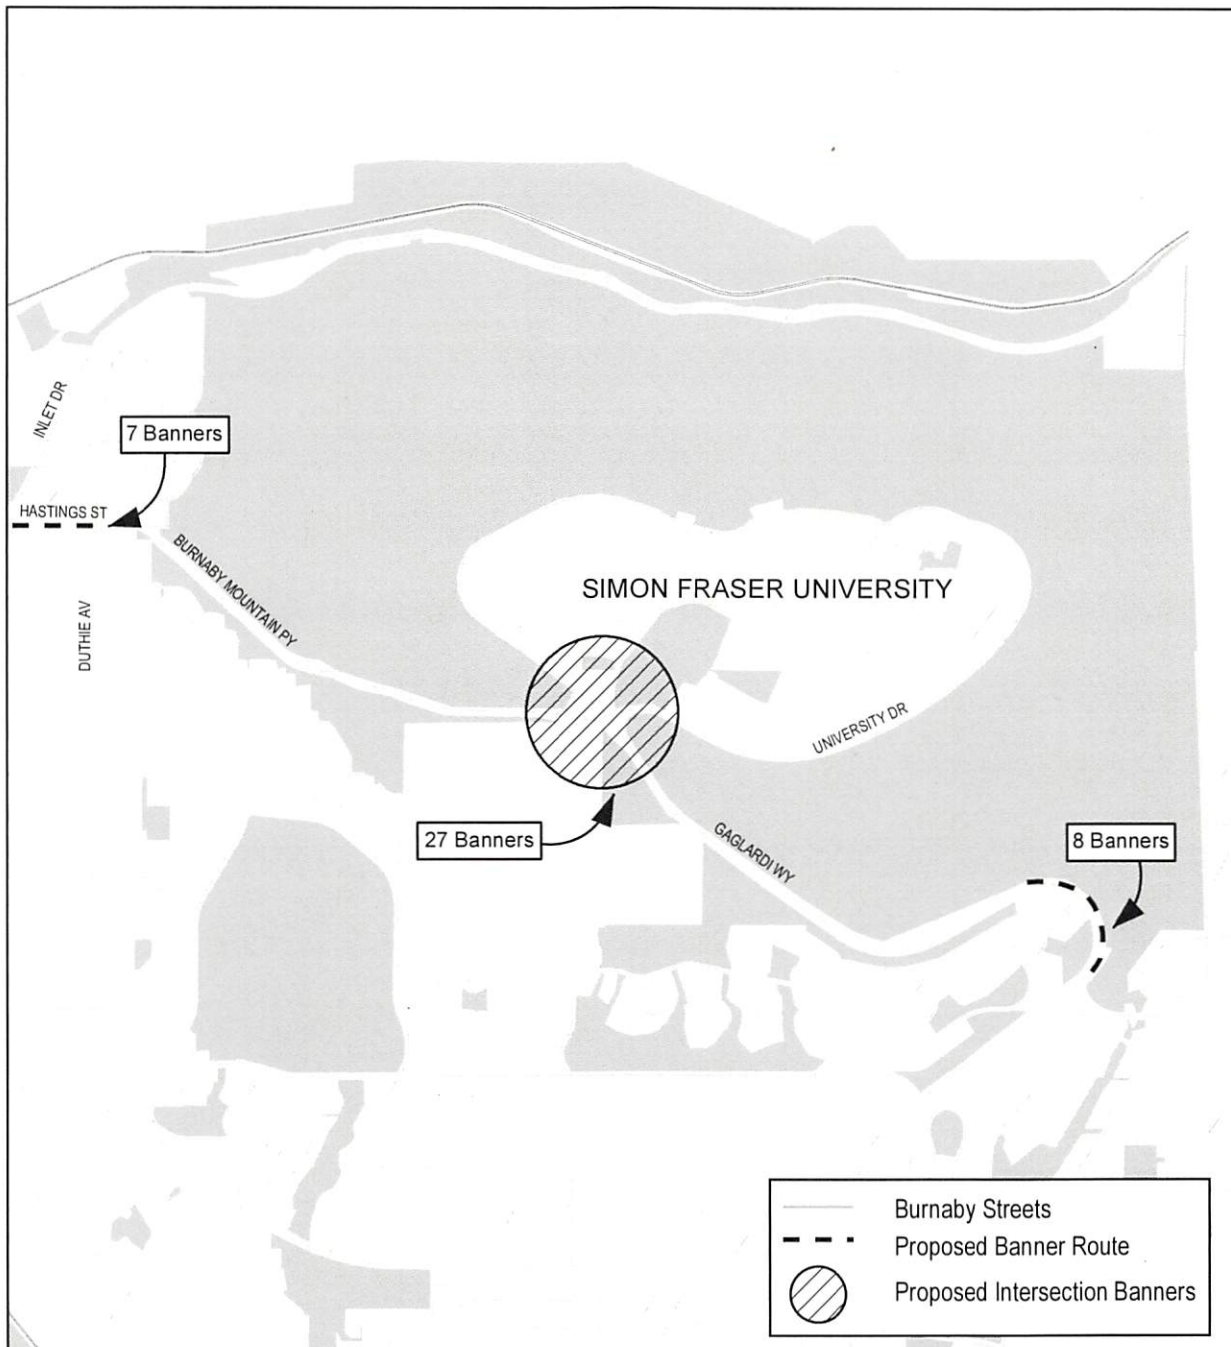 INLET DR
7 Banners
HASTINGS ST
BURNABY MOUNTAIN PY
DUTHIE AV
SIMON FRASER UNIVERSITY
UNIVERSITY DR
27 Banners
GAGLARDI WY
8 Banners
Burnaby Streets
Proposed Banner Route
Proposed Intersection Banners